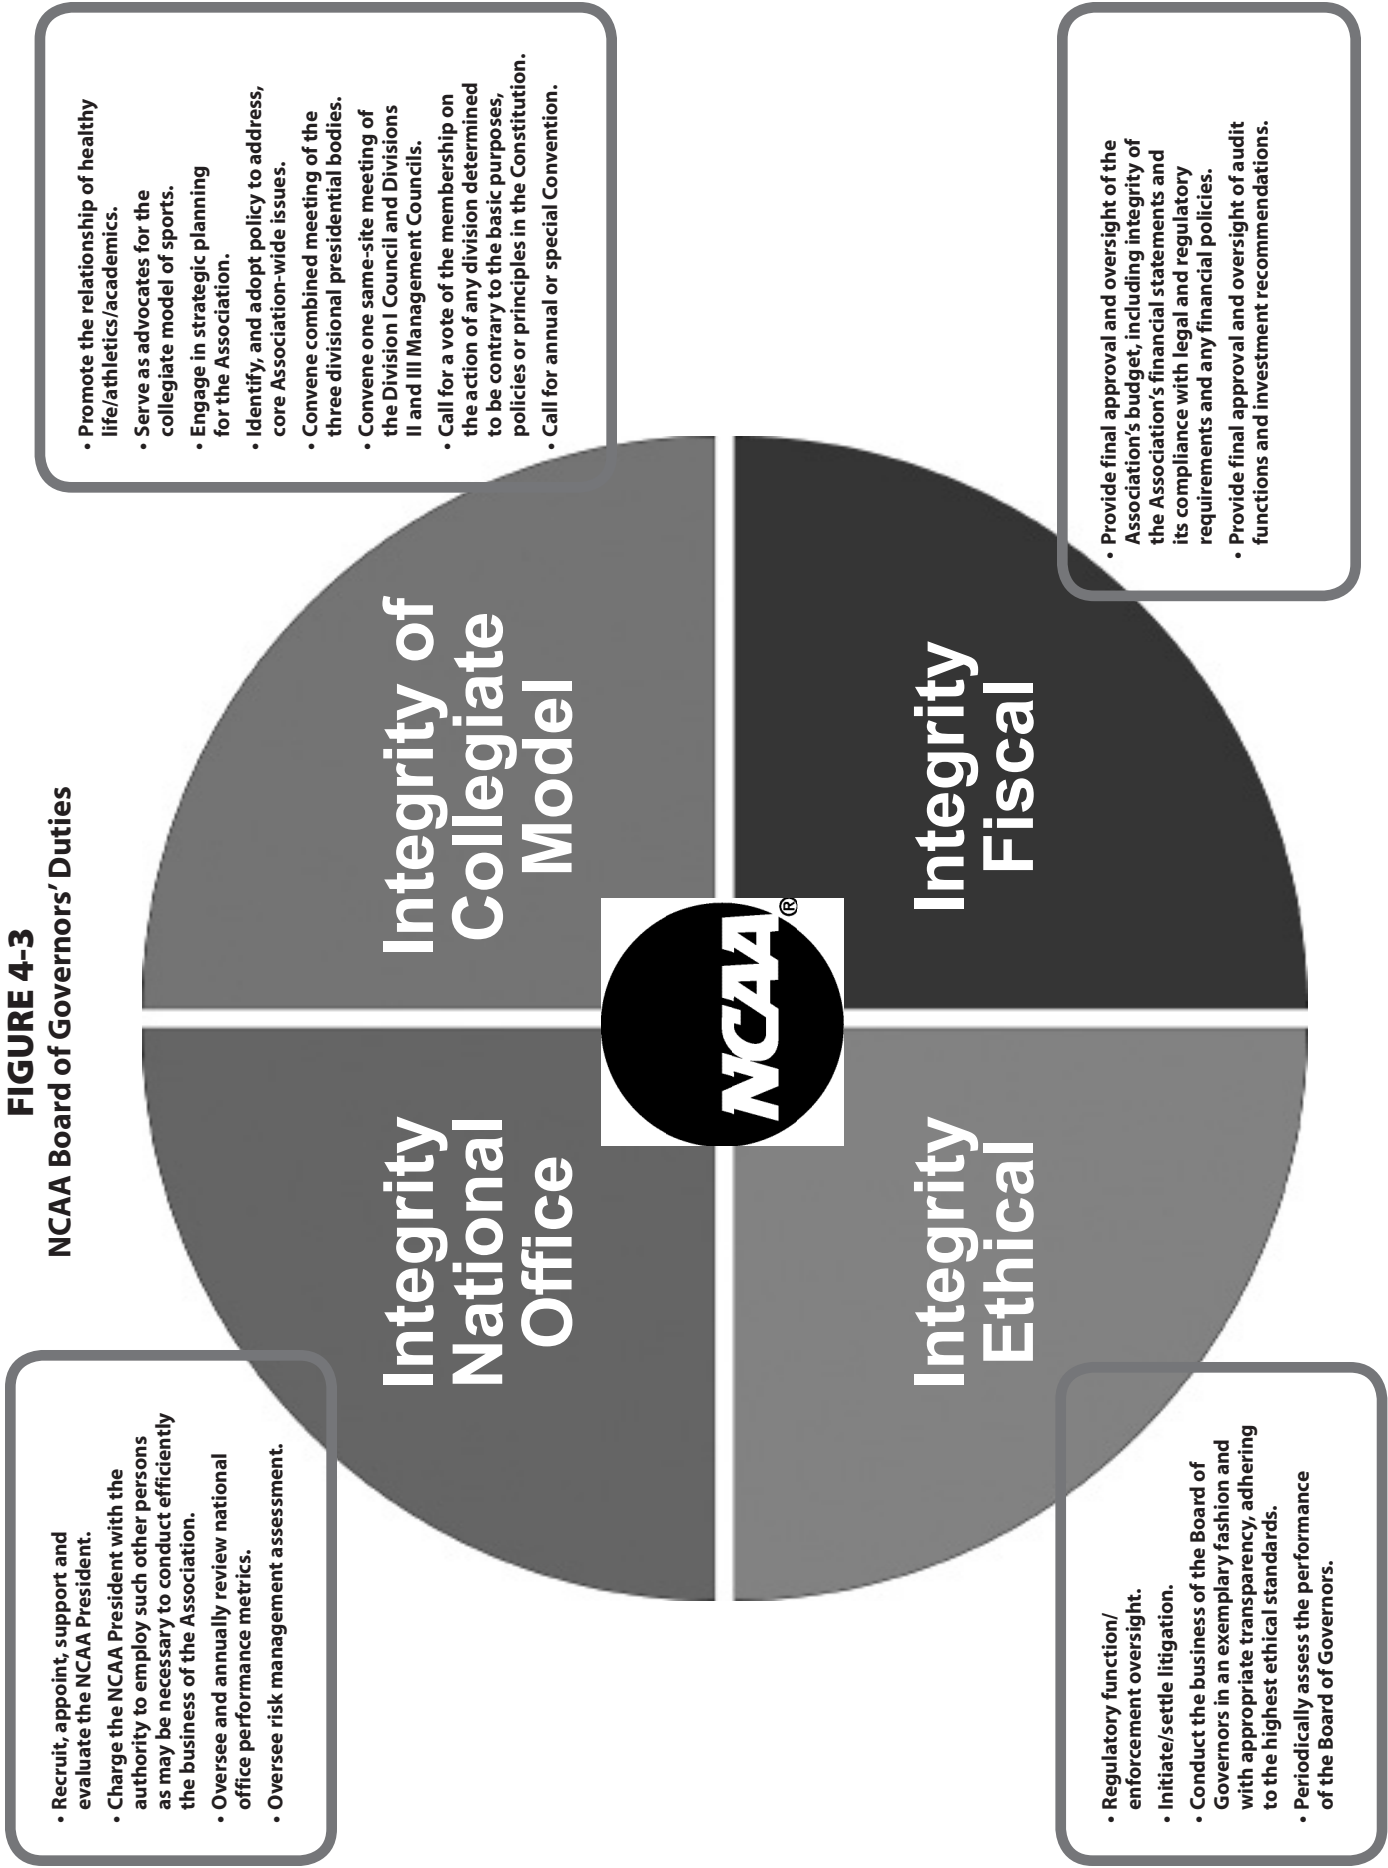 FIGURE 4-3
NCAA Board of Governors’ Duties
• Recruit, appoint, support and
evaluate the NCAA President.
• Charge the NCAA President with the
authority to employ such other persons
as may be necessary to conduct efficiently
the business of the Association.
• Oversee and annually review national
office performance metrics.
• Oversee risk management assessment.
Integrity
National
Office
Integrity of
Collegiate
Model
• Promote the relationship of healthy
life/athletics/academics.
• Serve as advocates for the
collegiate model of sports.
• Engage in strategic planning
for the Association.
• Identify, and adopt policy to address,
core Association-wide issues.
• Convene combined meeting of the
three divisional presidential bodies.
• Convene one same-site meeting of
the Division I Council and Divisions
II and III Management Councils.
• Call for a vote of the membership on
the action of any division determined
to be contrary to the basic purposes,
policies or principles in the Constitution.
• Call for annual or special Convention.
NCAA®
Integrity
Ethical
Integrity
Fiscal
• Regulatory function/
enforcement oversight.
• Initiate/settle litigation.
• Conduct the business of the Board of
Governors in an exemplary fashion and
with appropriate transparency, adhering
to the highest ethical standards.
• Periodically assess the performance
of the Board of Governors.
• Provide final approval and oversight of the
Association’s budget, including integrity of
the Association’s financial statements and
its compliance with legal and regulatory
requirements and any financial policies.
• Provide final approval and oversight of audit
functions and investment recommendations.